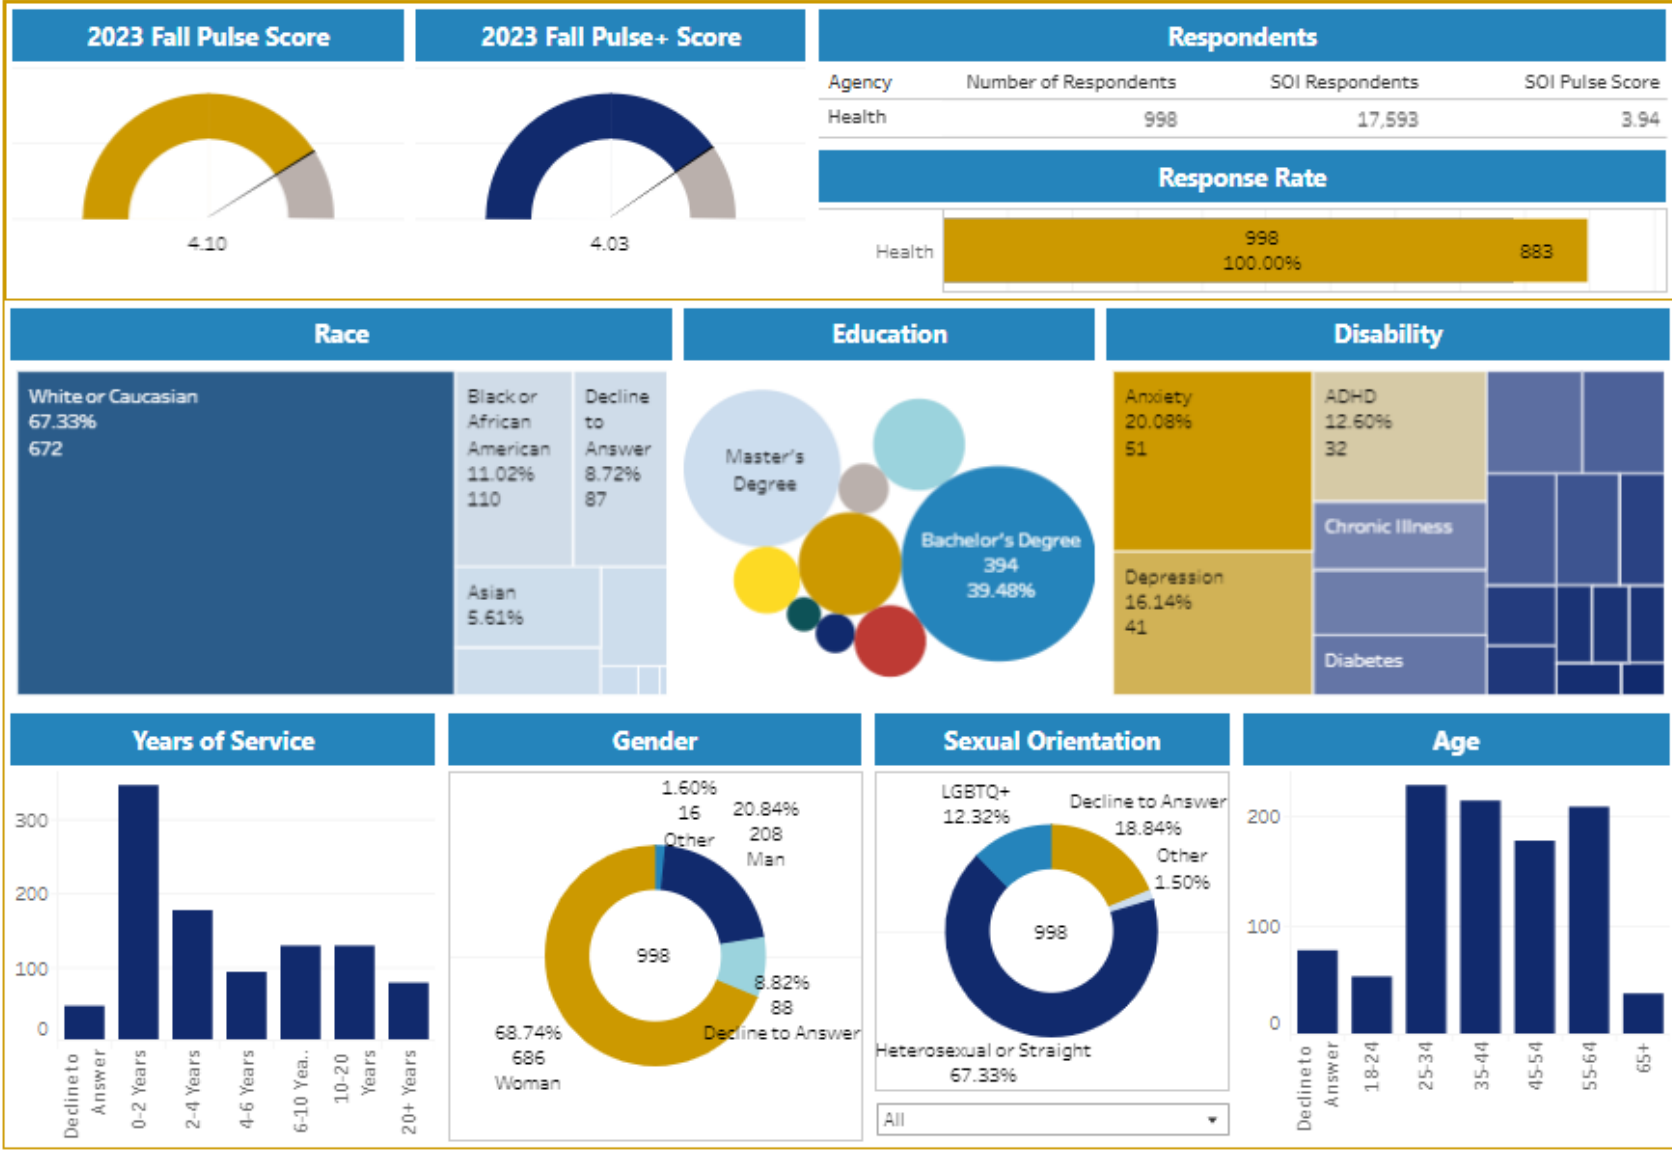 2023 Fall Pulse Score
2023 Fall Pulse+ Score
Respondents
Agency Number of Respondents SOI Respondents SOI Pulse Score
Health 998 17,593 3.94
4.10
4.03
Response Rate
Health
998
100.00%
883
Race
Education
Disability
White or Caucasian
67.33%
672
Black or
African
American
11.02%
110
Decline
to
Answer
8.72%
87
Asian
5.61%
Master's
Degree
Bachelor's Degree
394
39.48%
Anxiety
20.08%
51
ADHD
12.60%
32
Chronic Illness
Depression
16.14%
41
Diabetes
Years of Service
Gender
Sexual Orientation
Age
300
200
100
0
Decline to
Answer
0-2 Years
2-4 Years
4-6 Years
6-10 Yea..
10-20
Years
20+ Years
1.60%
16
Other
20.84%
208
Man
998
8.82%
88
Decline to Answer
68.74%
686
Woman
LGBTQ+
12.32%
Decline to Answer
18.84%
Other
1.50%
998
Heterosexual or Straight
67.33%
All
200
100
0
Decline to
Answer
18-24
25-34
35-44
45-54
55-64
65+